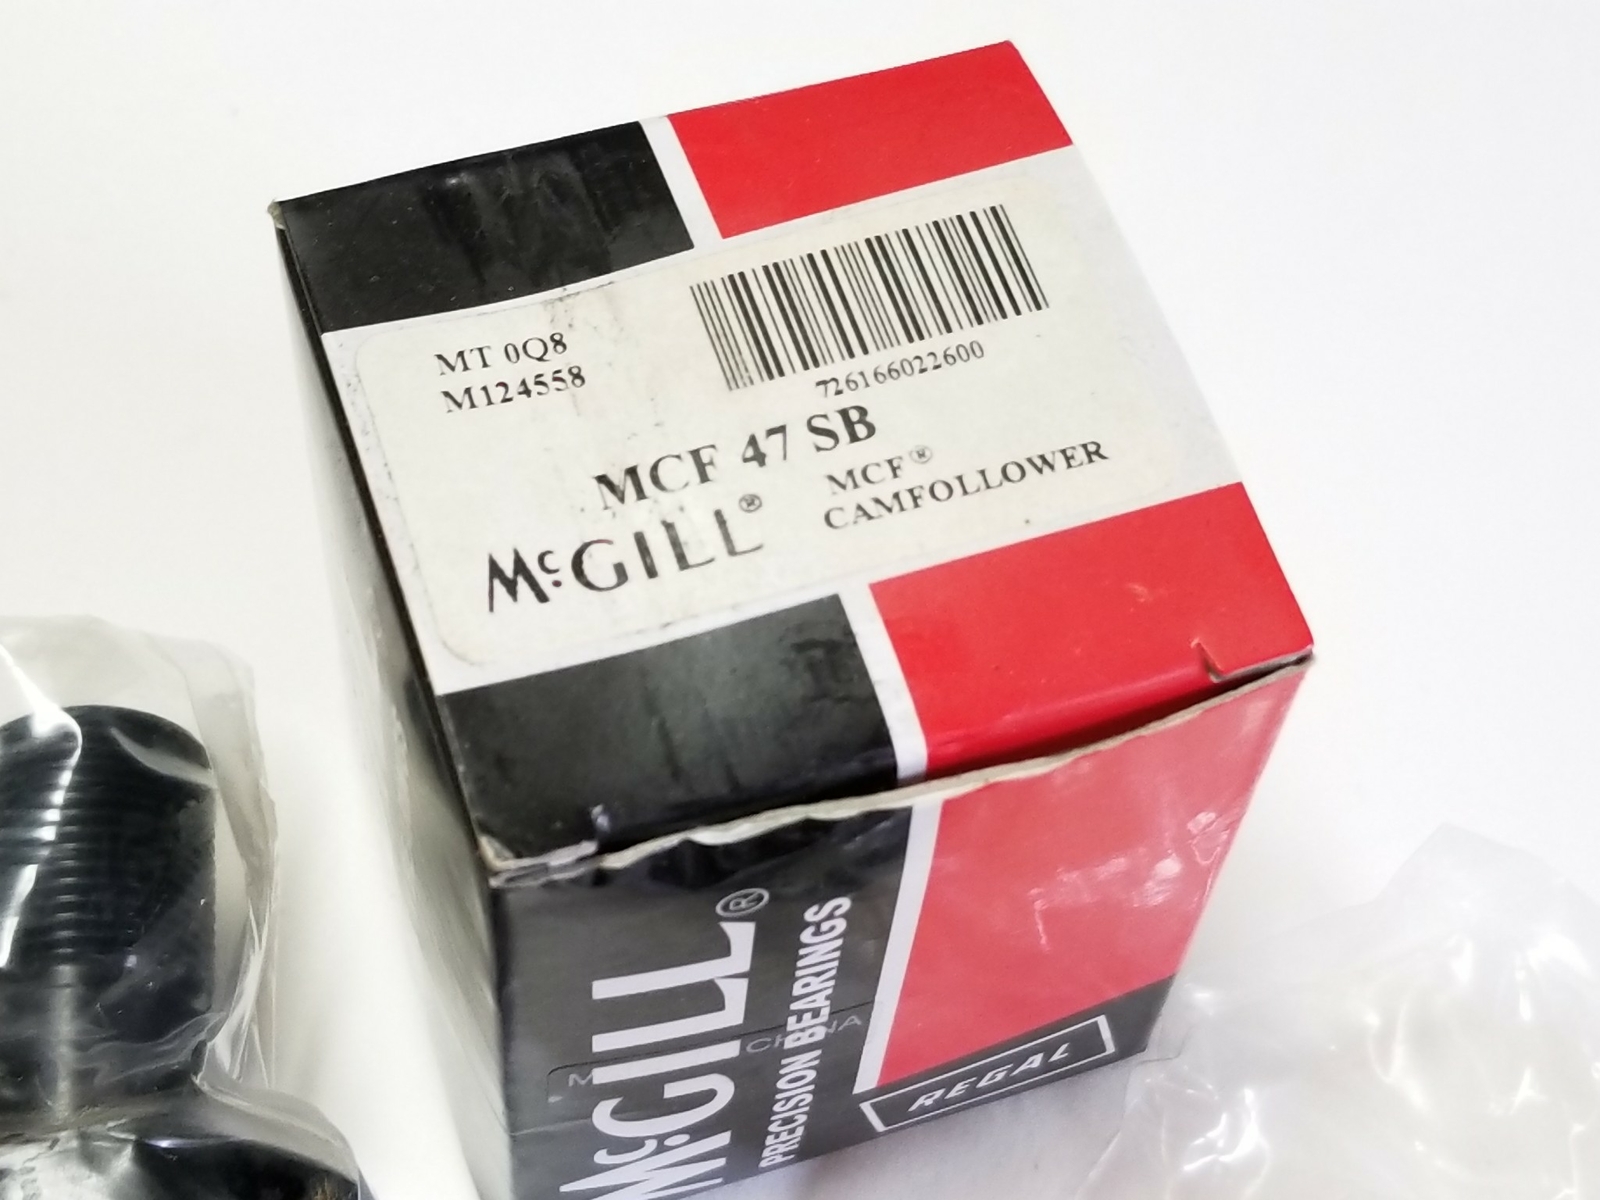 MT 0Q8
M124558
726166022600
MCF 47 SB
McGILL®
MCF®
CAMFOLLOWER
McGILL®
PRECISION BEARINGS
REGAL